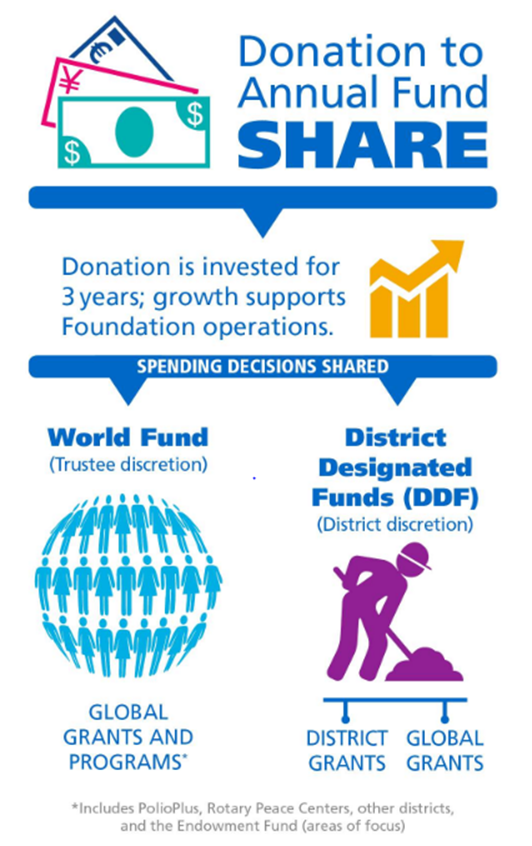 Donation to
Annual Fund
SHARE
€
¥
$
$
Donation is invested for
3 years; growth supports
Foundation operations.
SPENDING DECISIONS SHARED
World Fund
(Trustee discretion)
GLOBAL
GRANTS AND
PROGRAMS*
District
Designated
Funds (DDF)
(District discretion)
DISTRICT
GRANTS
GLOBAL
GRANTS
*Includes PolioPlus, Rotary Peace Centers, other districts,
and the Endowment Fund (areas of focus)